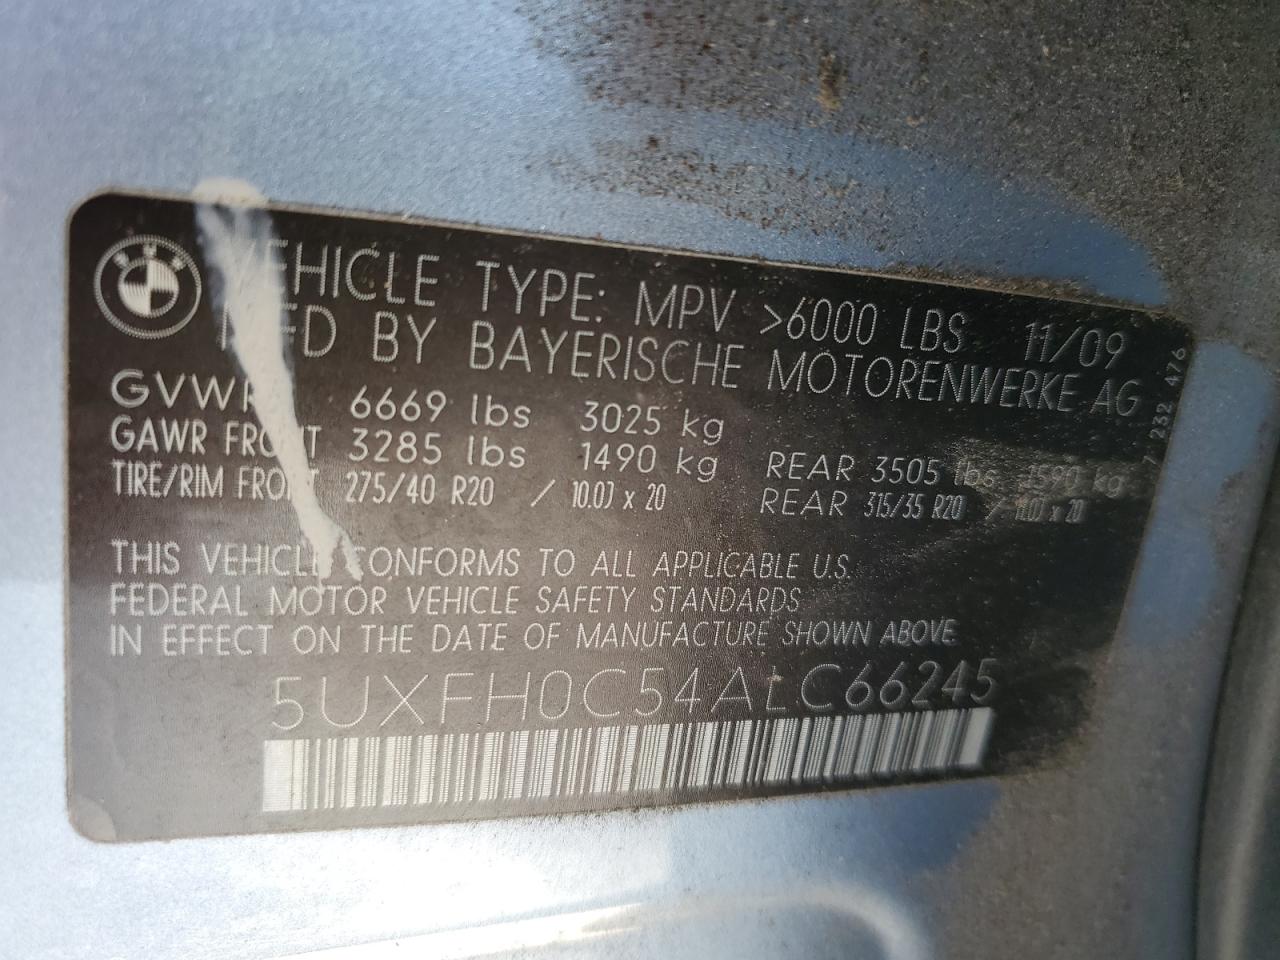 BMW
VEHICLE TYPE: MPV >6000 LBS 11/09
MFD BY BAYERISCHE MOTORENWERKE AG
GVWR 6669 lbs 3025 kg
GAWR FRONT 3285 lbs 1490 kg REAR 3505 lbs 1590 kg
TIRE/RIM FRONT 275/40 R20 / 10.0J x 20 REAR 315/35 R20 / 11.0J x 20
THIS VEHICLE CONFORMS TO ALL APPLICABLE U.S.
FEDERAL MOTOR VEHICLE SAFETY STANDARDS
IN EFFECT ON THE DATE OF MANUFACTURE SHOWN ABOVE
5UXFH0C54ALC66245
7 232 476